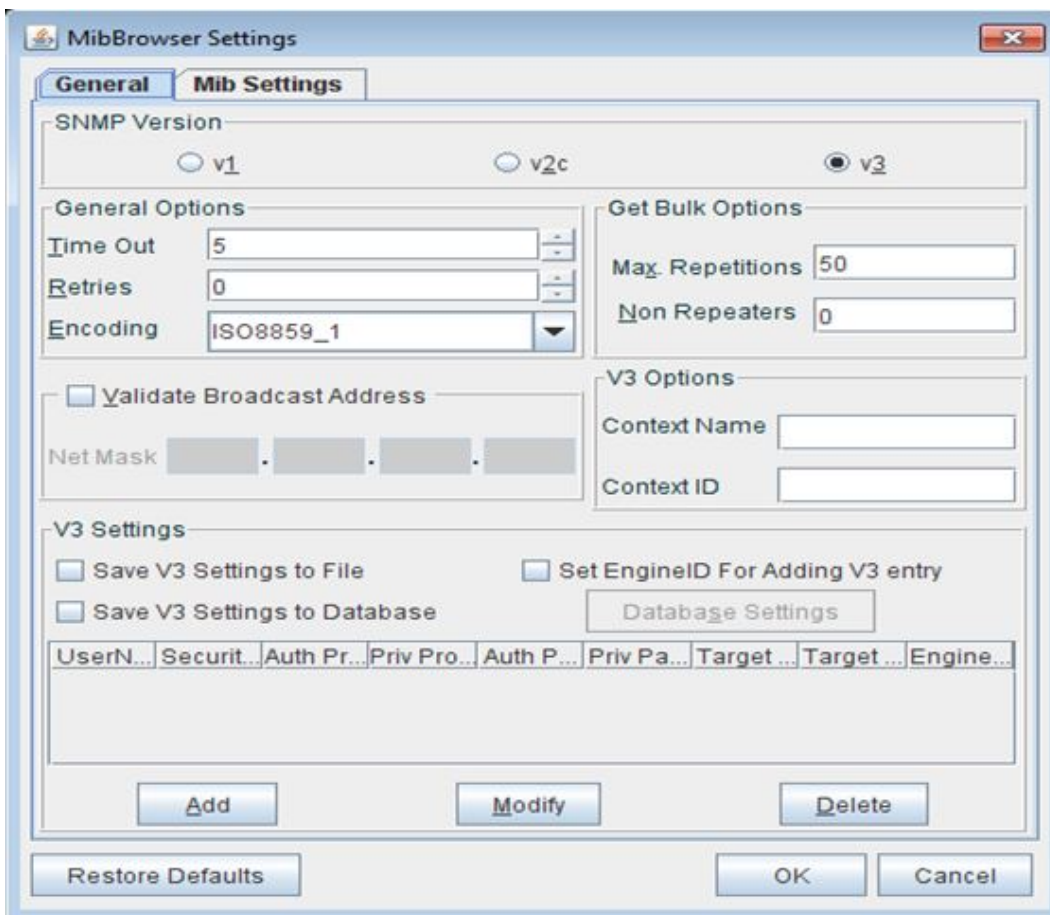 MibBrowser Settings
General Mib Settings
SNMP Version
v1 v2c v3
General Options
Time Out 5
Retries 0
Encoding ISO8859_1
Get Bulk Options
Max. Repetitions 50
Non Repeaters 0
Validate Broadcast Address
Net Mask . . .
V3 Options
Context Name
Context ID
V3 Settings
Save V3 Settings to File Set EngineID For Adding V3 entry
Save V3 Settings to Database Database Settings
UserN... Securit... Auth Pr... Priv Pro... Auth P... Priv Pa... Target ... Target ... Engine...
Add Modify Delete
Restore Defaults OK Cancel